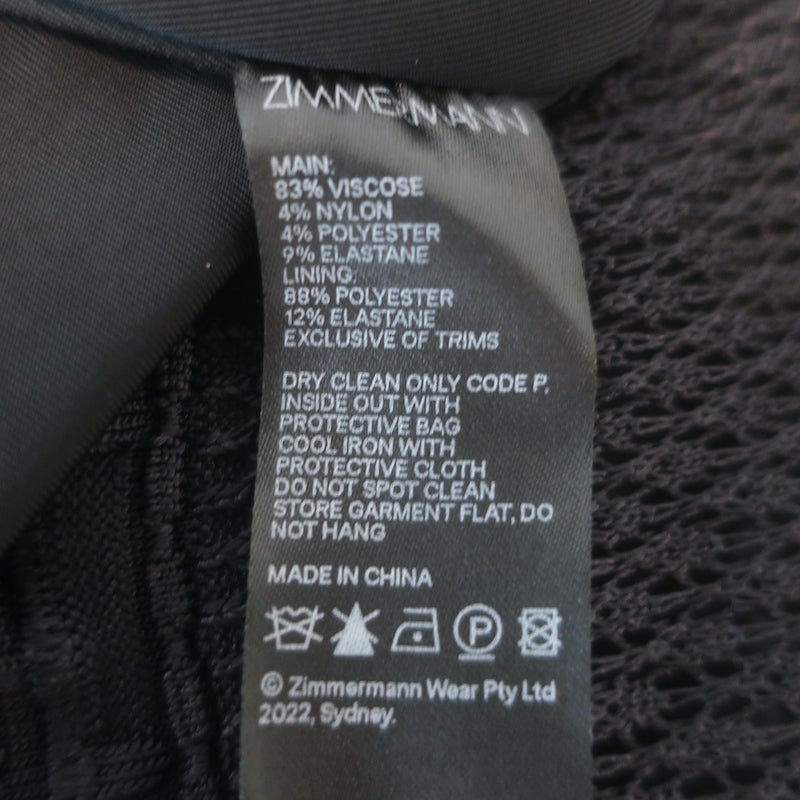 ZIMMERMANN
MAIN:
83% VISCOSE
4% NYLON
4% POLYESTER
9% ELASTANE
LINING:
88% POLYESTER
12% ELASTANE
EXCLUSIVE OF TRIMS
DRY CLEAN ONLY CODE P,
INSIDE OUT WITH
PROTECTIVE BAG
COOL IRON WITH
PROTECTIVE CLOTH
DO NOT SPOT CLEAN
STORE GARMENT FLAT, DO
NOT HANG
MADE IN CHINA
P
© Zimmermann Wear Pty Ltd
2022, Sydney.